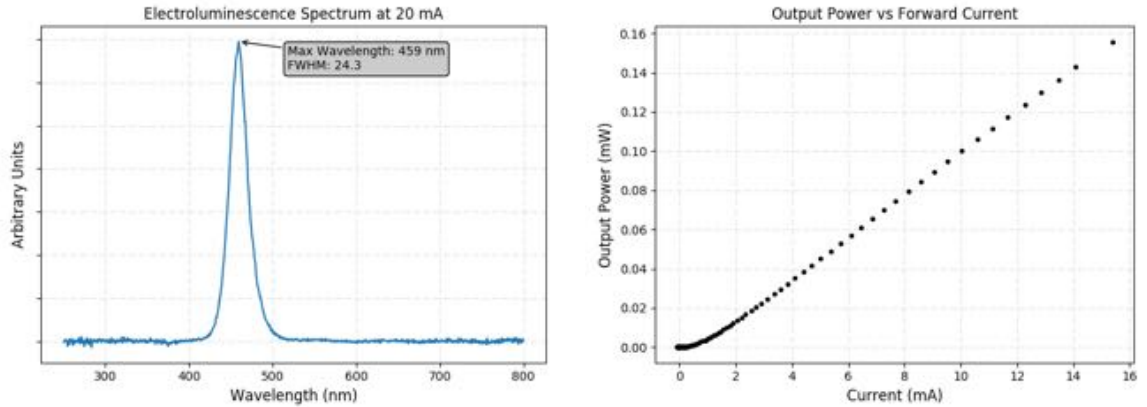 Electroluminescence Spectrum at 20 mA
Max Wavelength: 459 nm
FWHM: 24.3
Arbitrary Units
300 400 500 600 700 800
Wavelength (nm)
Output Power vs Forward Current
0.16
0.14
0.12
0.10
0.08
0.06
0.04
0.02
0.00
Output Power (mW)
0 2 4 6 8 10 12 14 16
Current (mA)